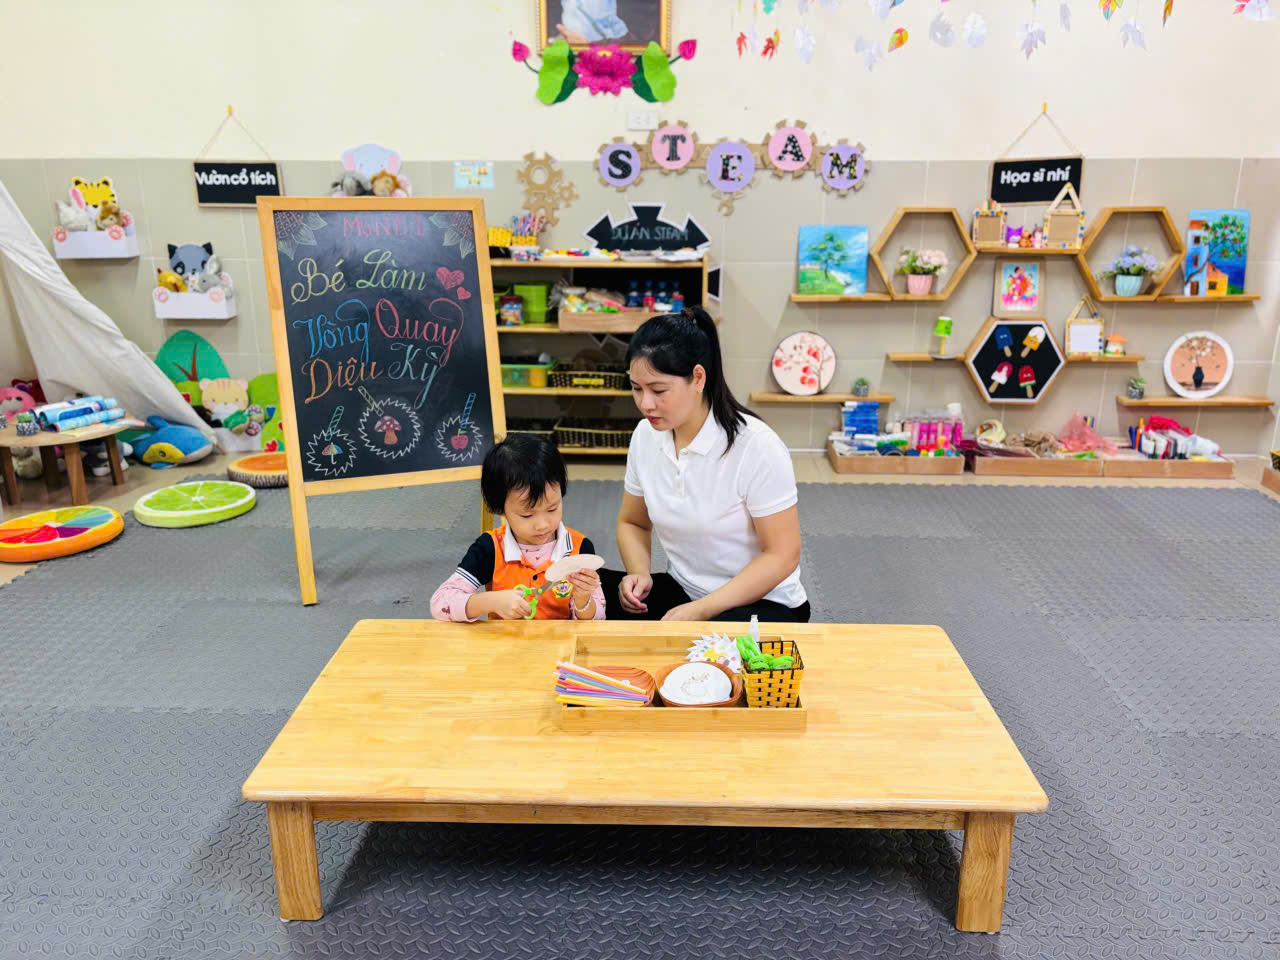 STEAM
Vườn cổ tích
Họa sĩ nhí
DỰ ÁN STEAM
Bé Làm
Vòng Quay
Diệu Kỳ